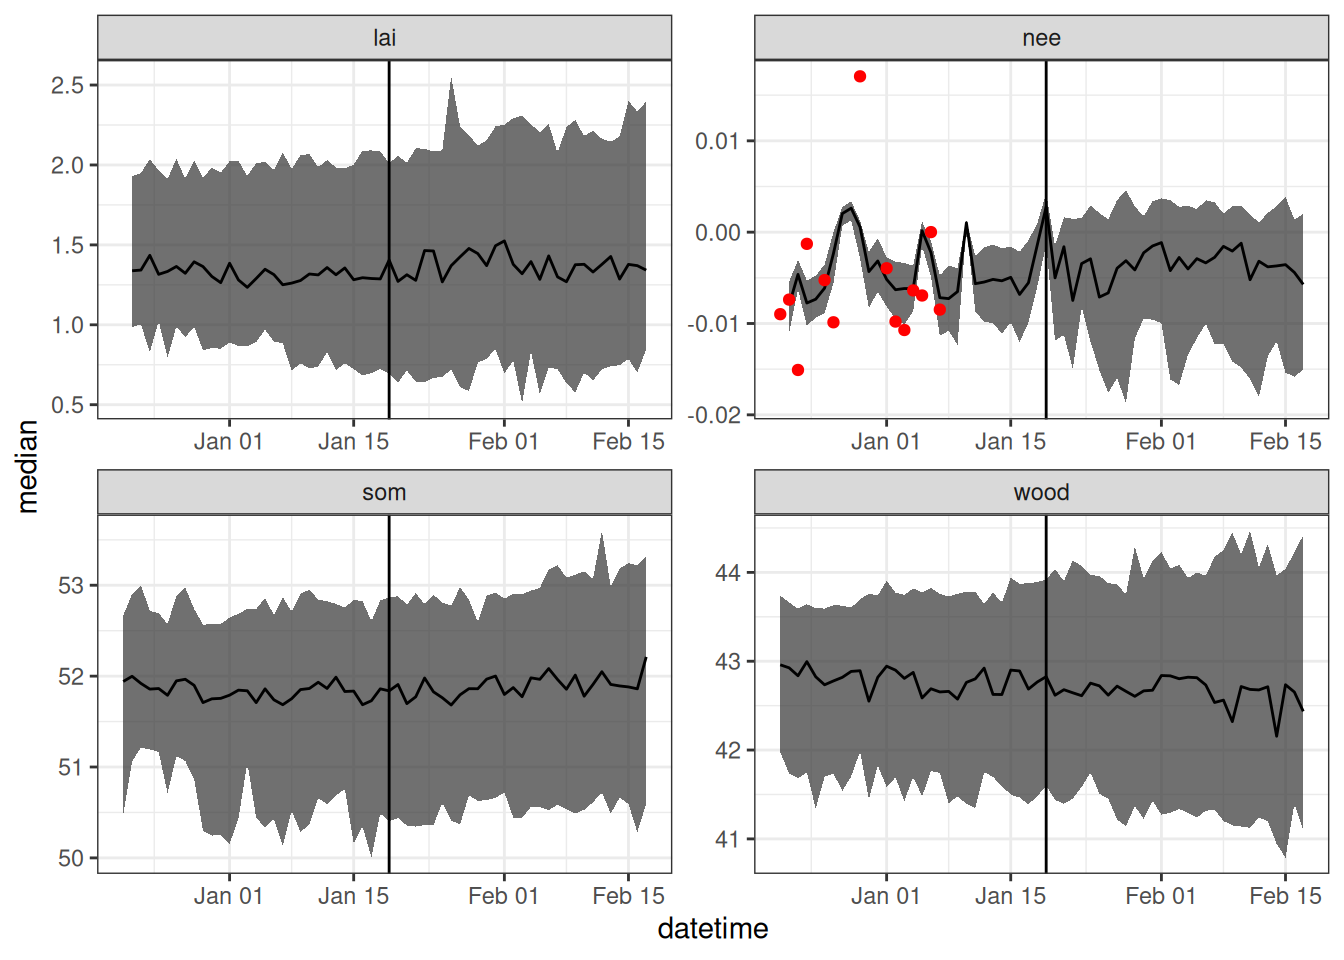 lai
nee
2.5
2.0
1.5
1.0
0.5
0.01
0.00
-0.01
-0.02
Jan 01 Jan 15 Feb 01 Feb 15
Jan 01 Jan 15 Feb 01 Feb 15
median
som
wood
53
52
51
50
44
43
42
41
Jan 01 Jan 15 Feb 01 Feb 15
Jan 01 Jan 15 Feb 01 Feb 15
datetime